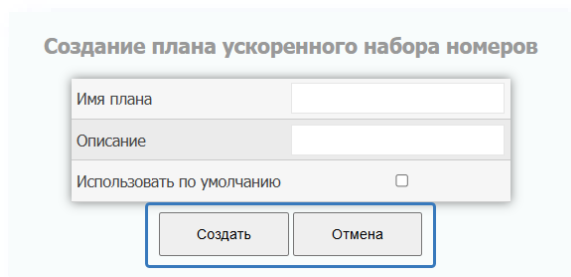 Создание плана ускоренного набора номеров
Имя плана
Описание
Использовать по умолчанию
Создать Отмена